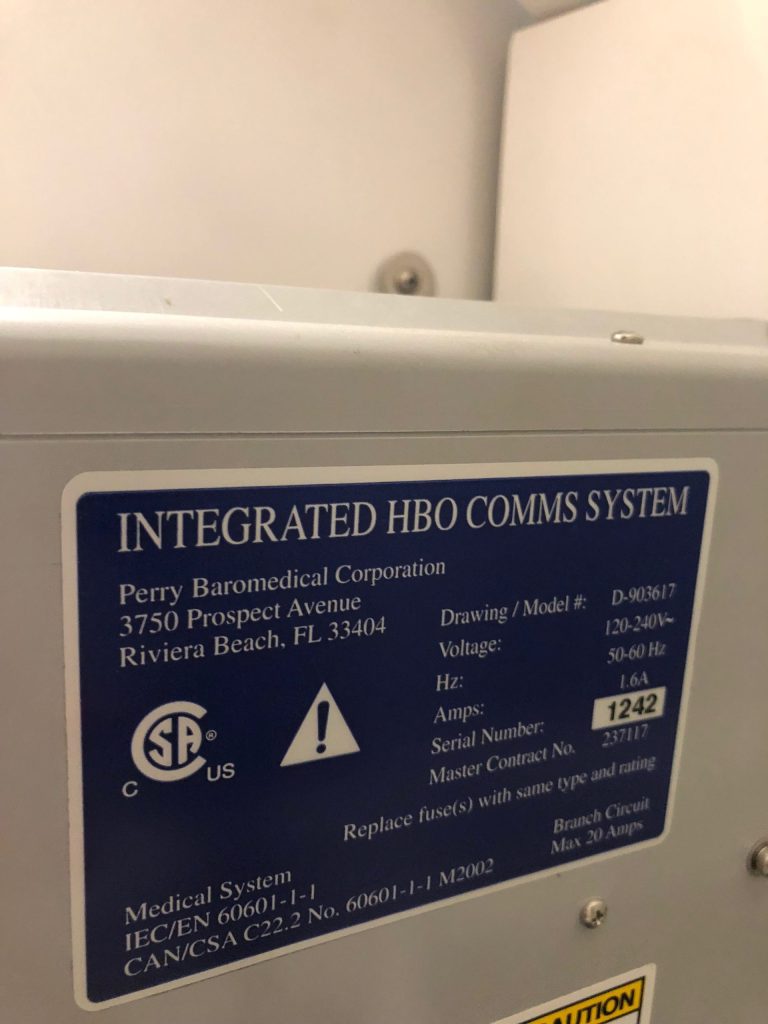 INTEGRATED HBO COMMS SYSTEM
Perry Baromedical Corporation
3750 Prospect Avenue
Riviera Beach, FL 33404
Drawing / Model #: D-903617
Voltage: 120-240V~
Hz: 50-60 Hz
Amps: 1.6A
Serial Number: 1242
Master Contract No. 237117
CSA®
C US
Replace fuse(s) with same type and rating
Branch Circuit
Max 20 Amps
Medical System
IEC/EN 60601-1-1
CAN/CSA C22.2 No. 60601-1-1 M2002
CAUTION